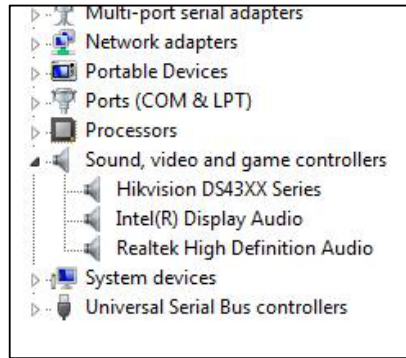 Multi-port serial adapters
Network adapters
Portable Devices
Ports (COM & LPT)
Processors
Sound, video and game controllers
Hikvision DS43XX Series
Intel(R) Display Audio
Realtek High Definition Audio
System devices
Universal Serial Bus controllers